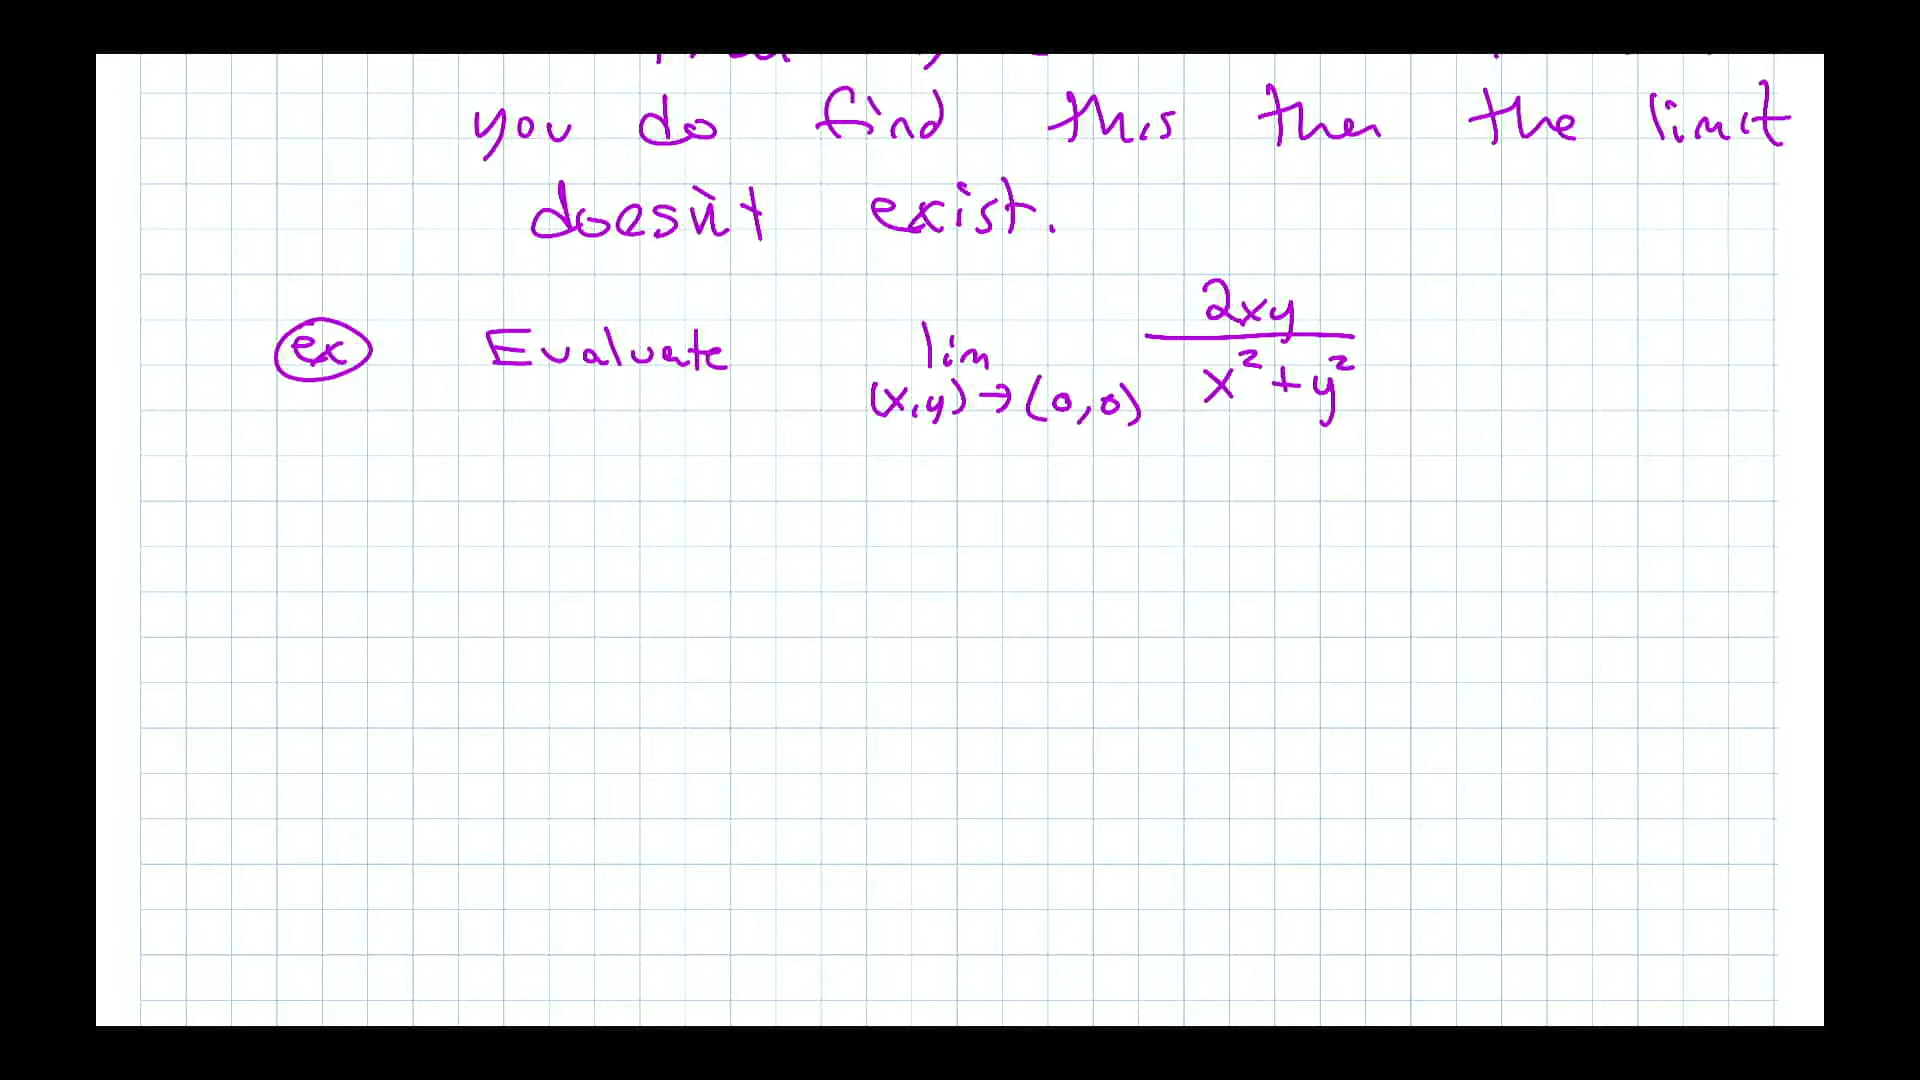 you do find this then the limit
doesn't exist.
ex Evaluate lim (x,y)→(0,0) 2xy / x²+y²